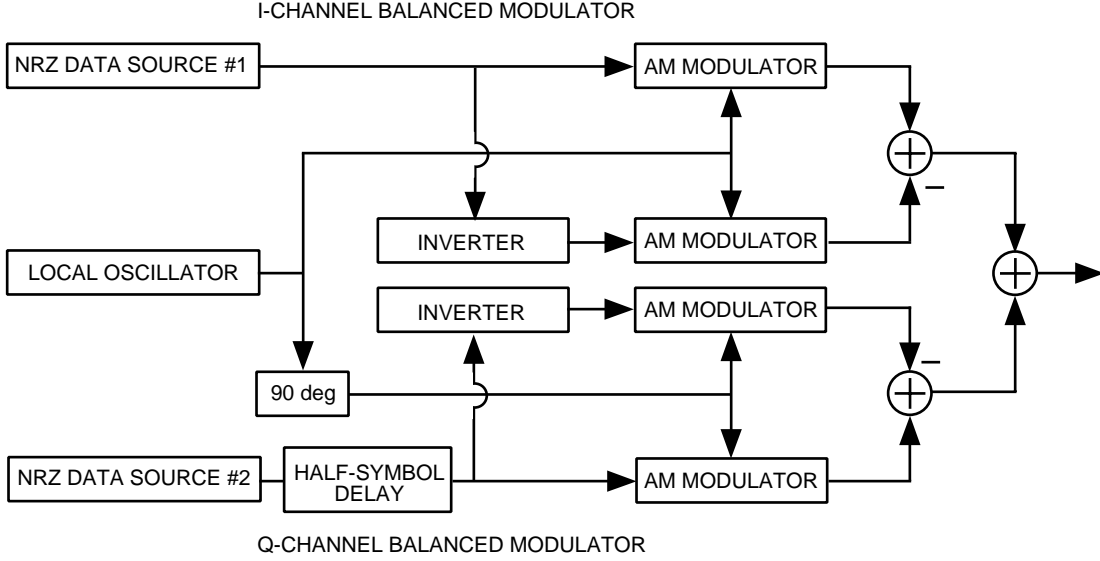 I-CHANNEL BALANCED MODULATOR
NRZ DATA SOURCE #1
AM MODULATOR
INVERTER
AM MODULATOR
LOCAL OSCILLATOR
INVERTER
AM MODULATOR
90 deg
NRZ DATA SOURCE #2
HALF-SYMBOL
DELAY
AM MODULATOR
Q-CHANNEL BALANCED MODULATOR